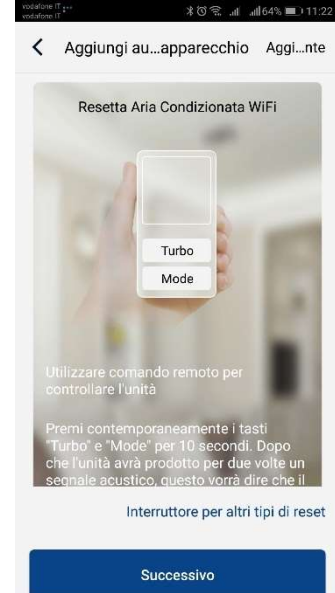 vodafone IT
vodafone IT
64% 11:22
Aggiungi au...apparecchio Aggi...nte
Resetta Aria Condizionata WiFi
Turbo
Mode
Utilizzare comando remoto per
controllare l'unità
Premi contemporaneamente i tasti
"Turbo" e "Mode" per 10 secondi. Dopo
che l'unità avrà prodotto per due volte un
segnale acustico, questo vorrà dire che il
Interruttore per altri tipi di reset
Successivo